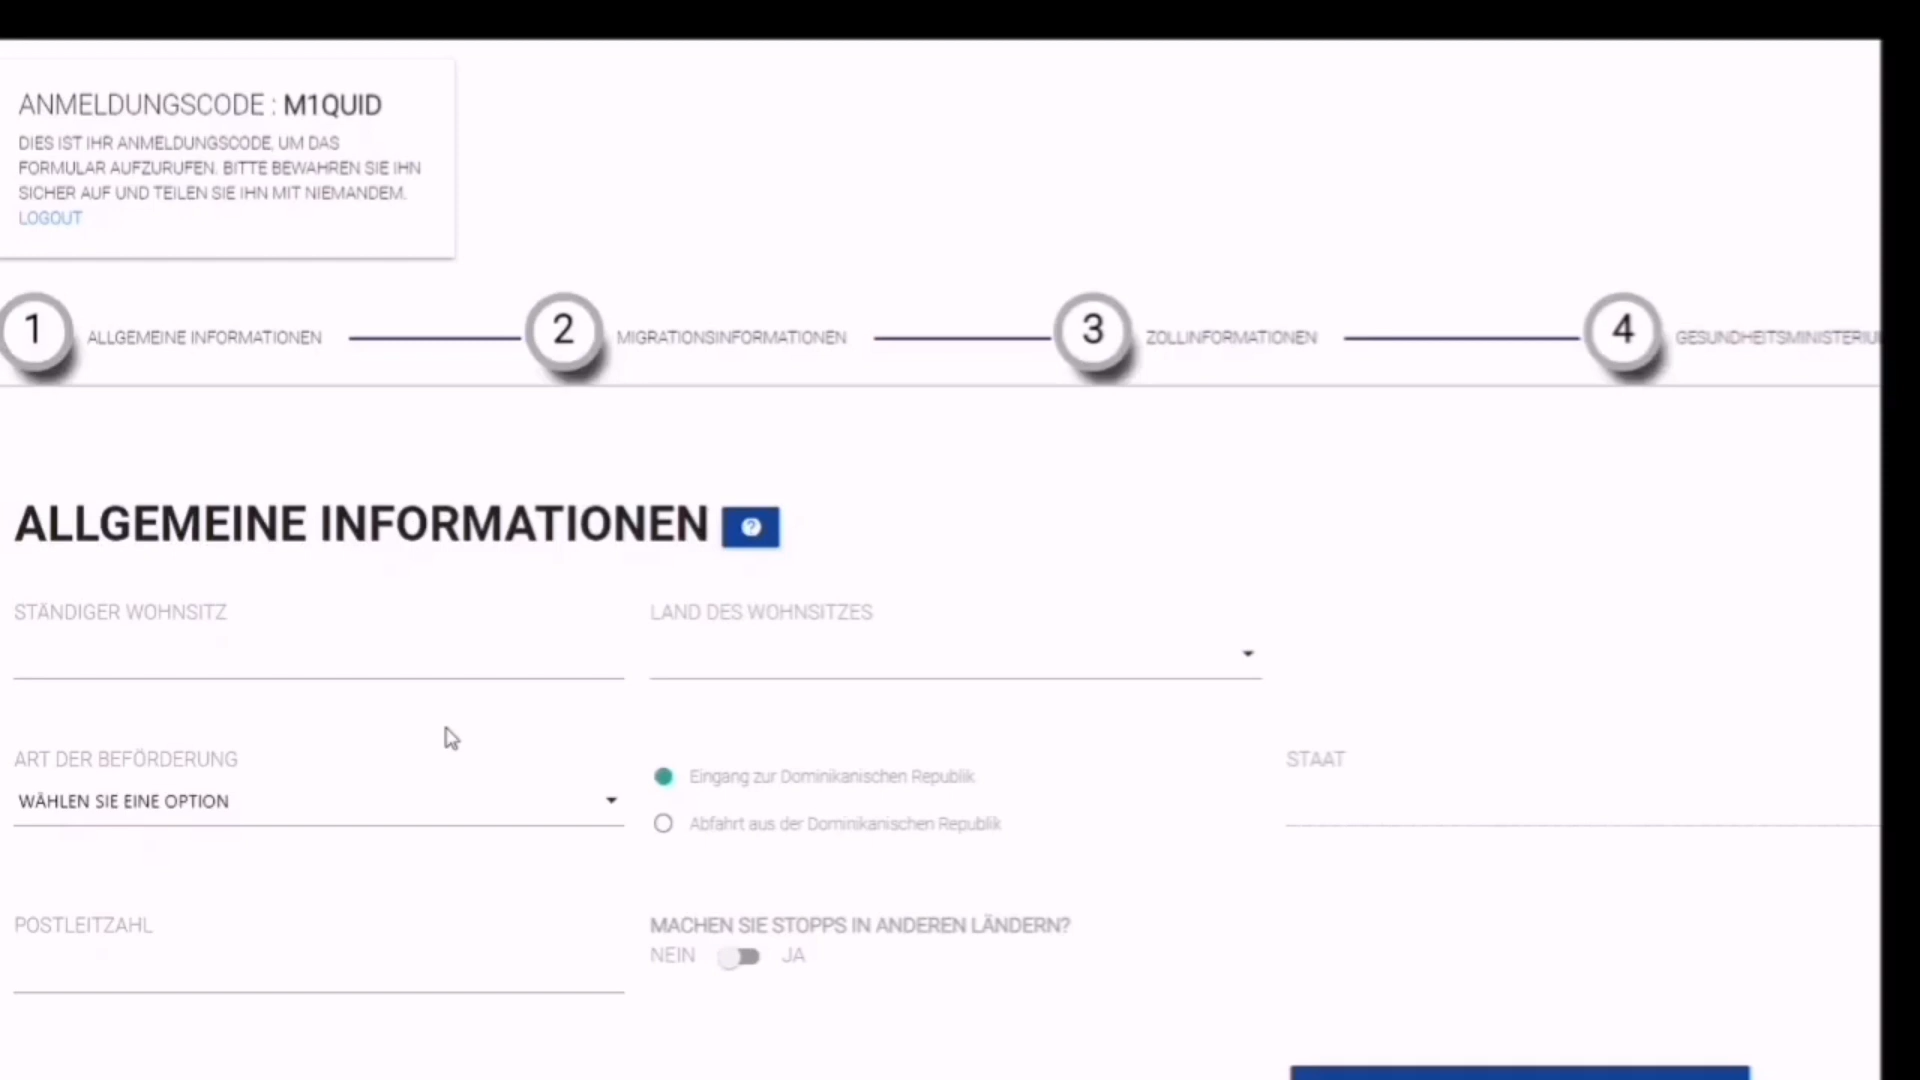 ANMELDUNGSCODE : M1QUID
DIES IST IHR ANMELDUNGSCODE, UM DAS
FORMULAR AUFZURUFEN. BITTE BEWAHREN SIE IHN
SICHER AUF UND TEILEN SIE IHN MIT NIEMANDEM.
LOGOUT
1 ALLGEMEINE INFORMATIONEN 2 MIGRATIONSINFORMATIONEN 3 ZOLLINFORMATIONEN 4 GESUNDHEITSMINISTERIU
ALLGEMEINE INFORMATIONEN ?
STÄNDIGER WOHNSITZ LAND DES WOHNSITZES
ART DER BEFÖRDERUNG STAAT
WÄHLEN SIE EINE OPTION
Eingang zur Dominikanischen Republik
Abfahrt aus der Dominikanischen Republik
POSTLEITZAHL MACHEN SIE STOPPS IN ANDEREN LÄNDERN?
NEIN JA